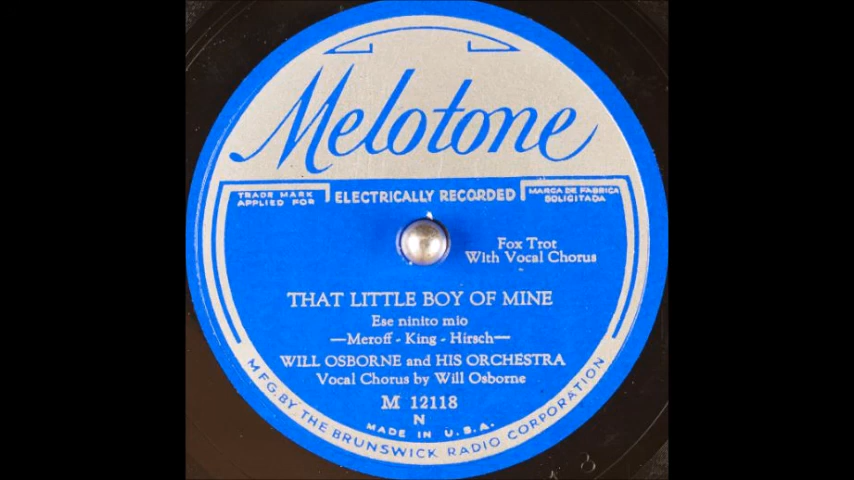 Melotone
TRADE MARK
APPLIED FOR
ELECTRICALLY RECORDED
MARCA DE FABRICA
SOLICITADA
Fox Trot
With Vocal Chorus
THAT LITTLE BOY OF MINE
Ese ninito mio
—Meroff - King - Hirsch—
WILL OSBORNE and HIS ORCHESTRA
Vocal Chorus by Will Osborne
M 12118
N
MADE IN U.S.A.
MFG. BY THE BRUNSWICK RADIO CORPORATION